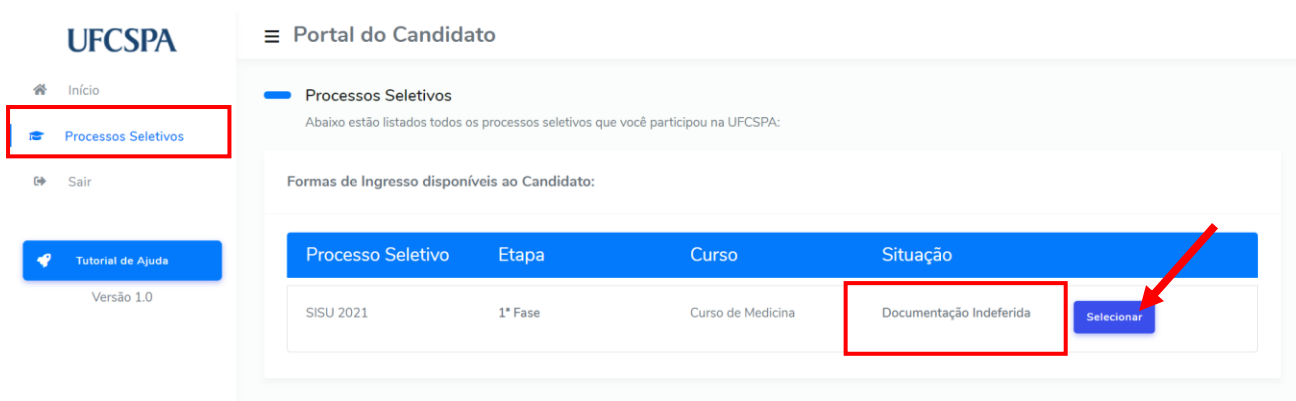 UFCSPA
Portal do Candidato
Início
Processos Seletivos
Sair
Tutorial de Ajuda
Versão 1.0
Processos Seletivos
Abaixo estão listados todos os processos seletivos que você participou na UFCSPA:
Formas de Ingresso disponíveis ao Candidato:
Processo Seletivo Etapa Curso Situação
SISU 2021 1ª Fase Curso de Medicina Documentação Indeferida Selecionar